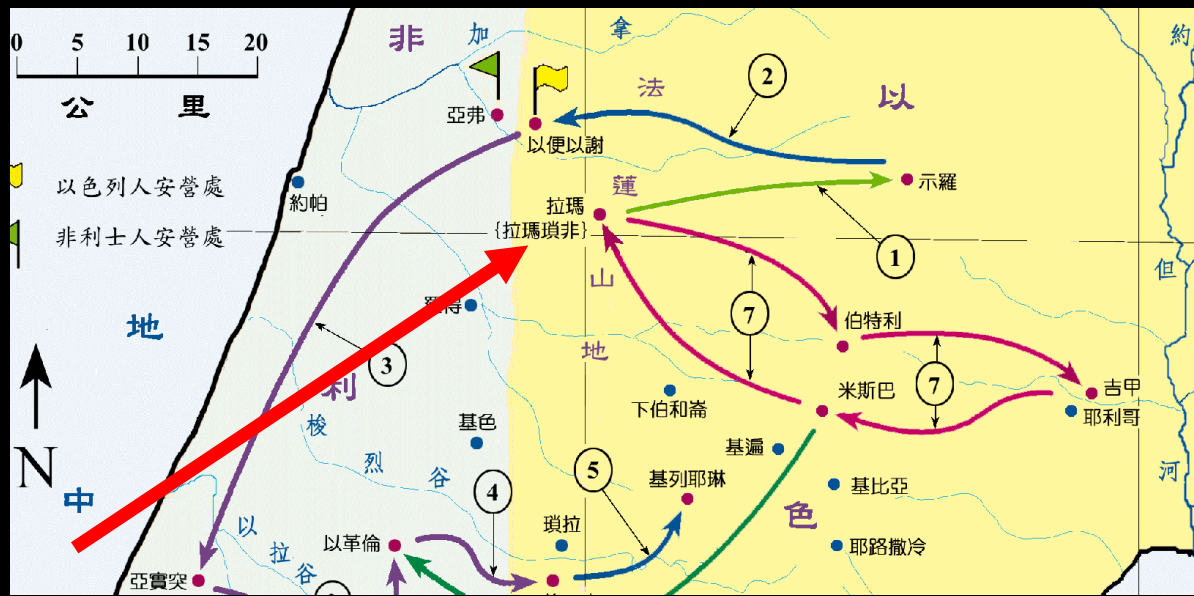 0 5 10 15 20
公里
以色列人安營處
非利士人安營處
N
非
利
地
中
以
色
加
拿
法
蓮
山
地
約
但
河
亞弗
以便以謝
約帕
拉瑪
{拉瑪瑣非}
示羅
羅得
伯特利
米斯巴
吉甲
耶利哥
下伯和崙
基色
基遍
基列耶琳
基比亞
耶路撒冷
瑣拉
以革倫
亞實突
梭
烈
谷
以
拉
谷
2
1
7
7
3
4
5